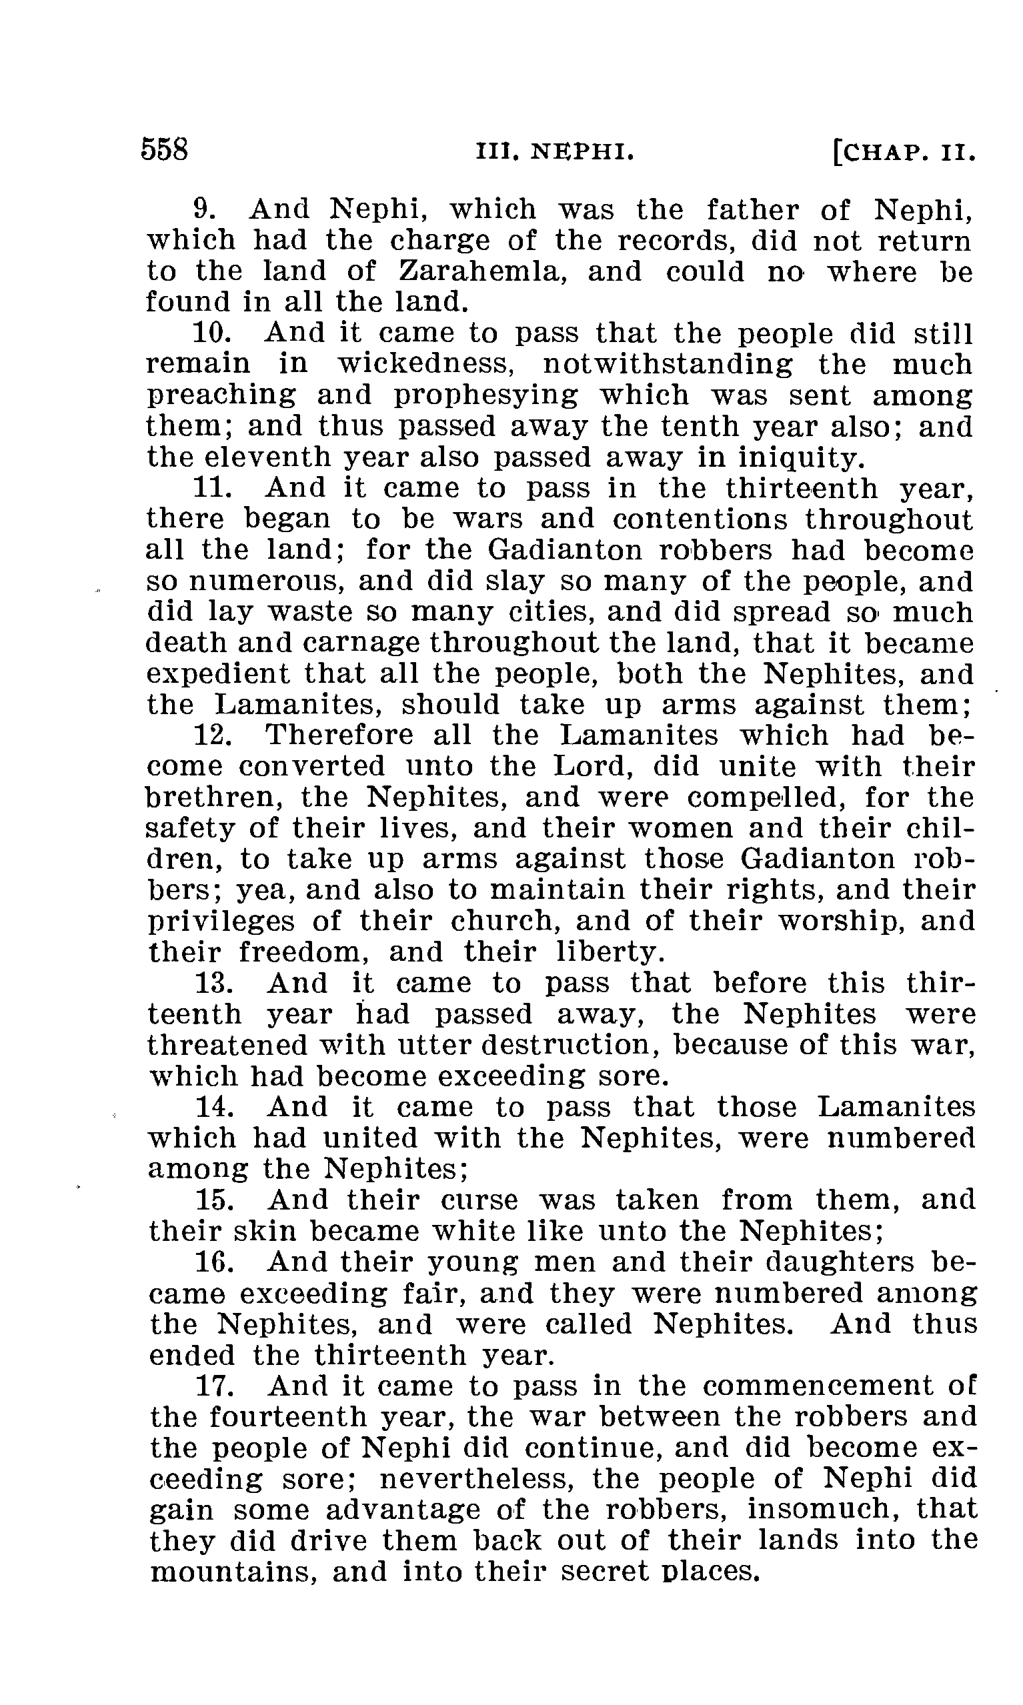 558 III. NEPHI. [CHAP. II.
9. And Nephi, which was the father of Nephi,
which had the charge of the records, did not return
to the land of Zarahemla, and could no where be
found in all the land.
10. And it came to pass that the people did still
remain in wickedness, notwithstanding the much
preaching and prophesying which was sent among
them; and thus passed away the tenth year also; and
the eleventh year also passed away in iniquity.
11. And it came to pass in the thirteenth year,
there began to be wars and contentions throughout
all the land; for the Gadianton robbers had become
so numerous, and did slay so many of the people, and
did lay waste so many cities, and did spread so much
death and carnage throughout the land, that it became
expedient that all the people, both the Nephites, and
the Lamanites, should take up arms against them;
12. Therefore all the Lamanites which had be-
come converted unto the Lord, did unite with their
brethren, the Nephites, and were compelled, for the
safety of their lives, and their women and their chil-
dren, to take up arms against those Gadianton rob-
bers; yea, and also to maintain their rights, and their
privileges of their church, and of their worship, and
their freedom, and their liberty.
13. And it came to pass that before this thir-
teenth year had passed away, the Nephites were
threatened with utter destruction, because of this war,
which had become exceeding sore.
14. And it came to pass that those Lamanites
which had united with the Nephites, were numbered
among the Nephites;
15. And their curse was taken from them, and
their skin became white like unto the Nephites;
16. And their young men and their daughters be-
came exceeding fair, and they were numbered among
the Nephites, and were called Nephites. And thus
ended the thirteenth year.
17. And it came to pass in the commencement of
the fourteenth year, the war between the robbers and
the people of Nephi did continue, and did become ex-
ceeding sore; nevertheless, the people of Nephi did
gain some advantage of the robbers, insomuch, that
they did drive them back out of their lands into the
mountains, and into their secret places.